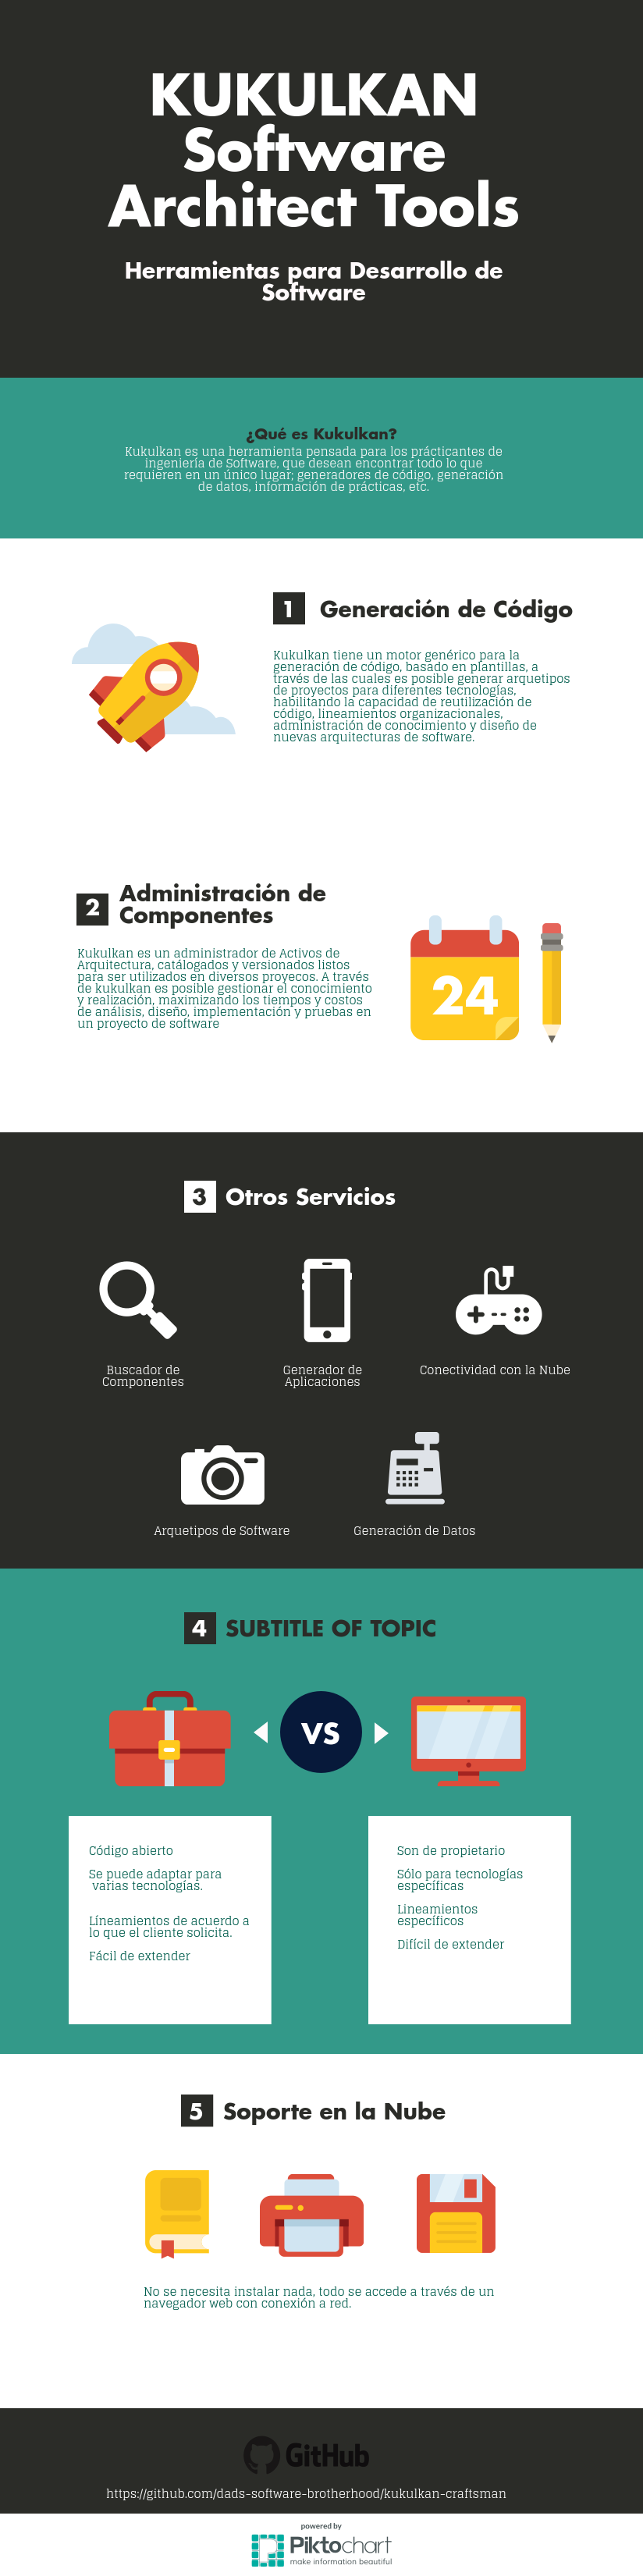 KUKULKAN
Software
Architect Tools
Herramientas para Desarrollo de
Software
¿Qué es Kukulkan?
Kukulkan es una herramienta pensada para los prácticantes de
ingeniería de Software, que desean encontrar todo lo que
requieren en un único lugar; generadores de código, generación
de datos, información de prácticas, etc.
1 Generación de Código
Kukulkan tiene un motor genérico para la
generación de código, basado en plantillas, a
través de las cuales es posible generar arquetipos
de proyectos para diferentes tecnologías,
habilitando la capacidad de reutilización de
código, lineamientos organizacionales,
administración de conocimiento y diseño de
nuevas arquitecturas de software.
2 Administración de
Componentes
Kukulkan es un administrador de Activos de
Arquitectura, catálogados y versionados listos
para ser utilizados en diversos proyecos. A través
de kukulkan es posible gestionar el conocimiento
y realización, maximizando los tiempos y costos
de análisis, diseño, implementación y pruebas en
un proyecto de software
24
3 Otros Servicios
Buscador de
Componentes
Generador de
Aplicaciones
Conectividad con la Nube
Arquetipos de Software
Generación de Datos
4 SUBTITLE OF TOPIC
VS
Código abierto
Se puede adaptar para
varias tecnologías.
Líneamientos de acuerdo a
lo que el cliente solicita.
Fácil de extender
Son de propietario
Sólo para tecnologías
específicas
Lineamientos
específicos
Difícil de extender
5 Soporte en la Nube
No se necesita instalar nada, todo se accede a través de un
navegador web con conexión a red.
GitHub
https://github.com/dads-software-brotherhood/kukulkan-craftsman
powered by
Piktochart
make information beautiful